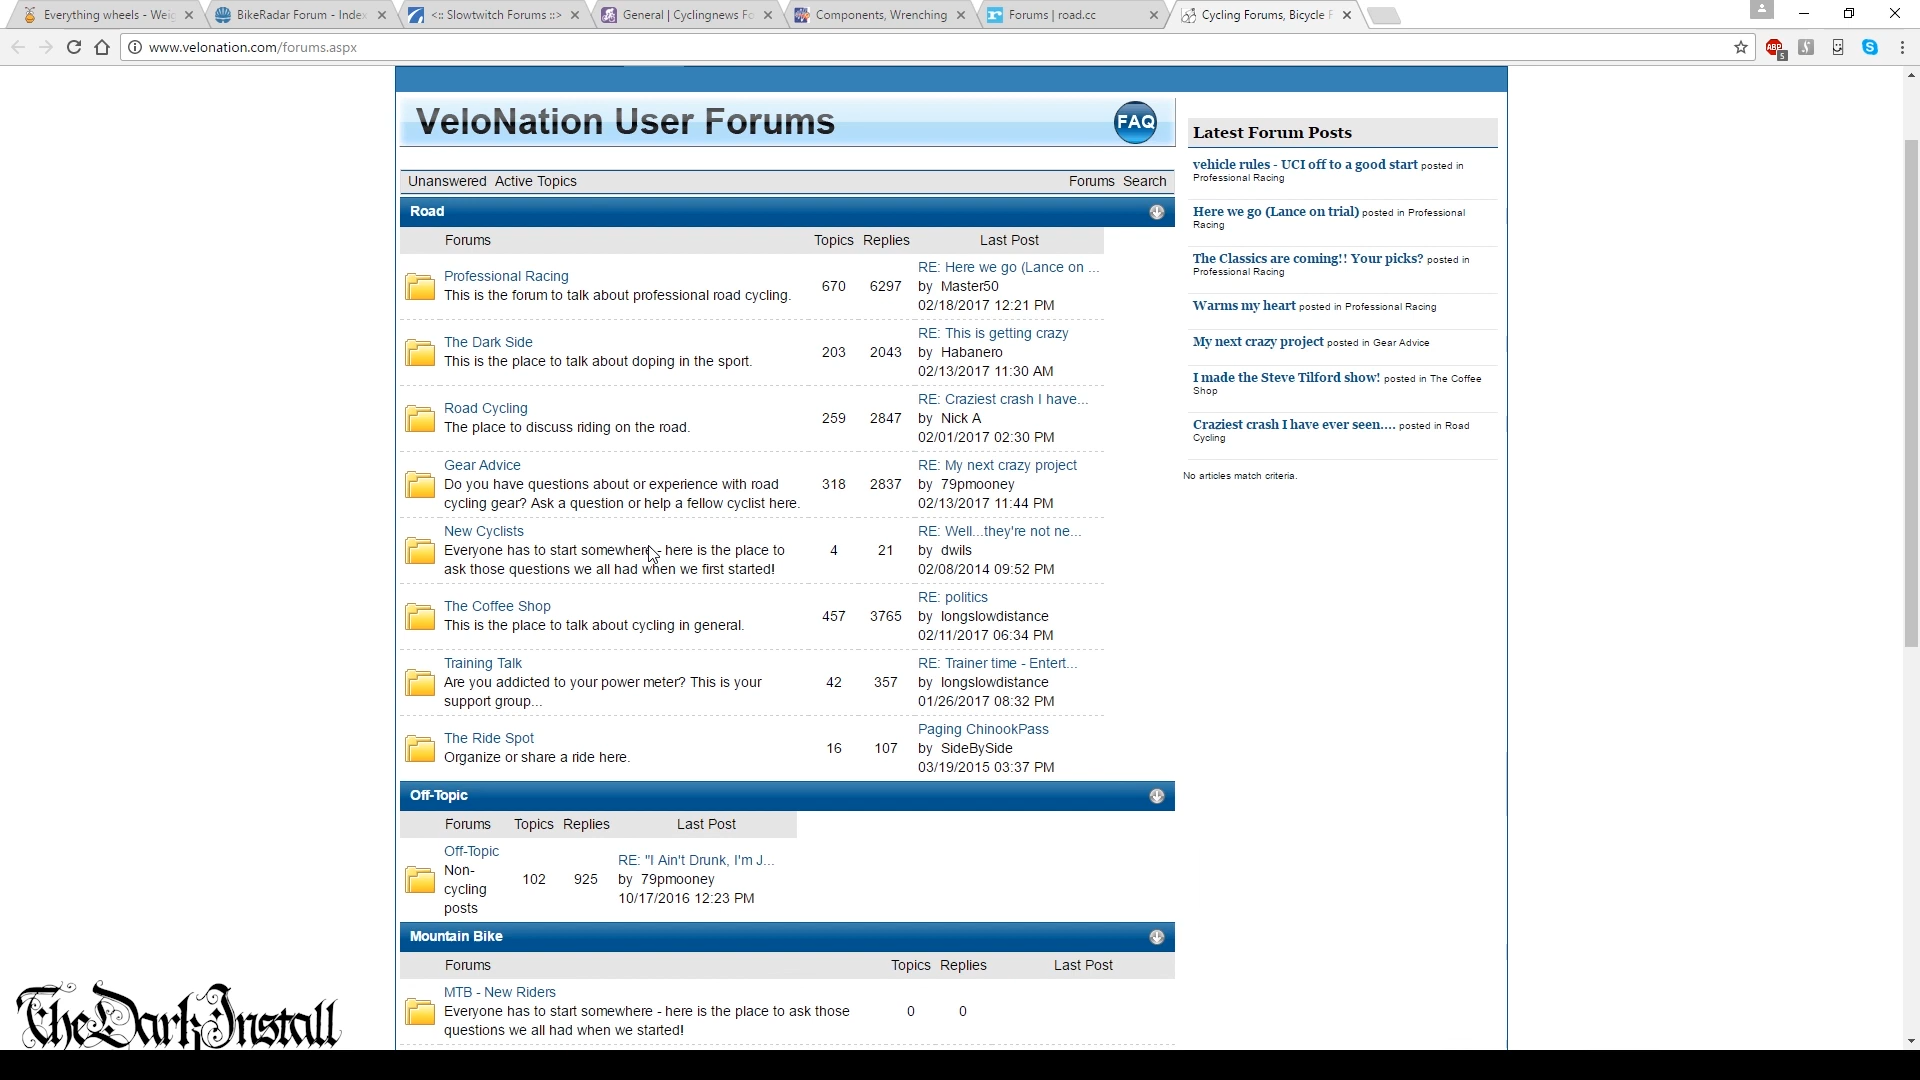 Everything wheels - Wei
BikeRadar Forum - Index
<:: Slowtwitch Forums ::>
General | Cyclingnews Fo
Components, Wrenching
Forums | road.cc
Cycling Forums, Bicycle F
www.velonation.com/forums.aspx
ABP
5
VeloNation User Forums
FAQ
Unanswered Active Topics
Forums Search
Road
Forums Topics Replies Last Post
Professional Racing
This is the forum to talk about professional road cycling.
670 6297
RE: Here we go (Lance on ...
by Master50
02/18/2017 12:21 PM
The Dark Side
This is the place to talk about doping in the sport.
203 2043
RE: This is getting crazy
by Habanero
02/13/2017 11:30 AM
Road Cycling
The place to discuss riding on the road.
259 2847
RE: Craziest crash I have...
by Nick A
02/01/2017 02:30 PM
Gear Advice
Do you have questions about or experience with road
cycling gear? Ask a question or help a fellow cyclist here.
318 2837
RE: My next crazy project
by 79pmooney
02/13/2017 11:44 PM
New Cyclists
Everyone has to start somewhere - here is the place to
ask those questions we all had when we first started!
4 21
RE: Well...they're not ne...
by dwils
02/08/2014 09:52 PM
The Coffee Shop
This is the place to talk about cycling in general.
457 3765
RE: politics
by longslowdistance
02/11/2017 06:34 PM
Training Talk
Are you addicted to your power meter? This is your
support group...
42 357
RE: Trainer time - Entert...
by longslowdistance
01/26/2017 08:32 PM
The Ride Spot
Organize or share a ride here.
16 107
Paging ChinookPass
by SideBySide
03/19/2015 03:37 PM
Off-Topic
Forums Topics Replies Last Post
Off-Topic
Non-
cycling
posts
102 925
RE: "I Ain't Drunk, I'm J...
by 79pmooney
10/17/2016 12:23 PM
Mountain Bike
Forums Topics Replies Last Post
MTB - New Riders
Everyone has to start somewhere - here is the place to ask those
questions we all had when we started!
0 0
Latest Forum Posts
vehicle rules - UCI off to a good start posted in
Professional Racing
Here we go (Lance on trial) posted in Professional
Racing
The Classics are coming!! Your picks? posted in
Professional Racing
Warms my heart posted in Professional Racing
My next crazy project posted in Gear Advice
I made the Steve Tilford show! posted in The Coffee
Shop
Craziest crash I have ever seen.... posted in Road
Cycling
No articles match criteria.
TheDarkInstall